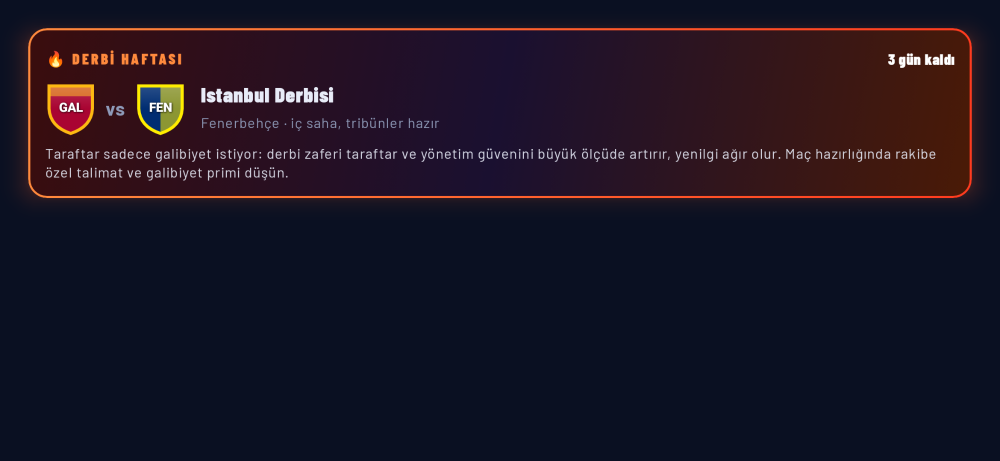 🔥 DERBİ HAFTASI
3 gün kaldı
GAL vs FEN
Istanbul Derbisi
Fenerbahçe · iç saha, tribünler hazır
Taraftar sadece galibiyet istiyor: derbi zaferi taraftar ve yönetim güvenini büyük ölçüde artırır, yenilgi ağır olur. Maç hazırlığında rakibe
özel talimat ve galibiyet primi düşün.